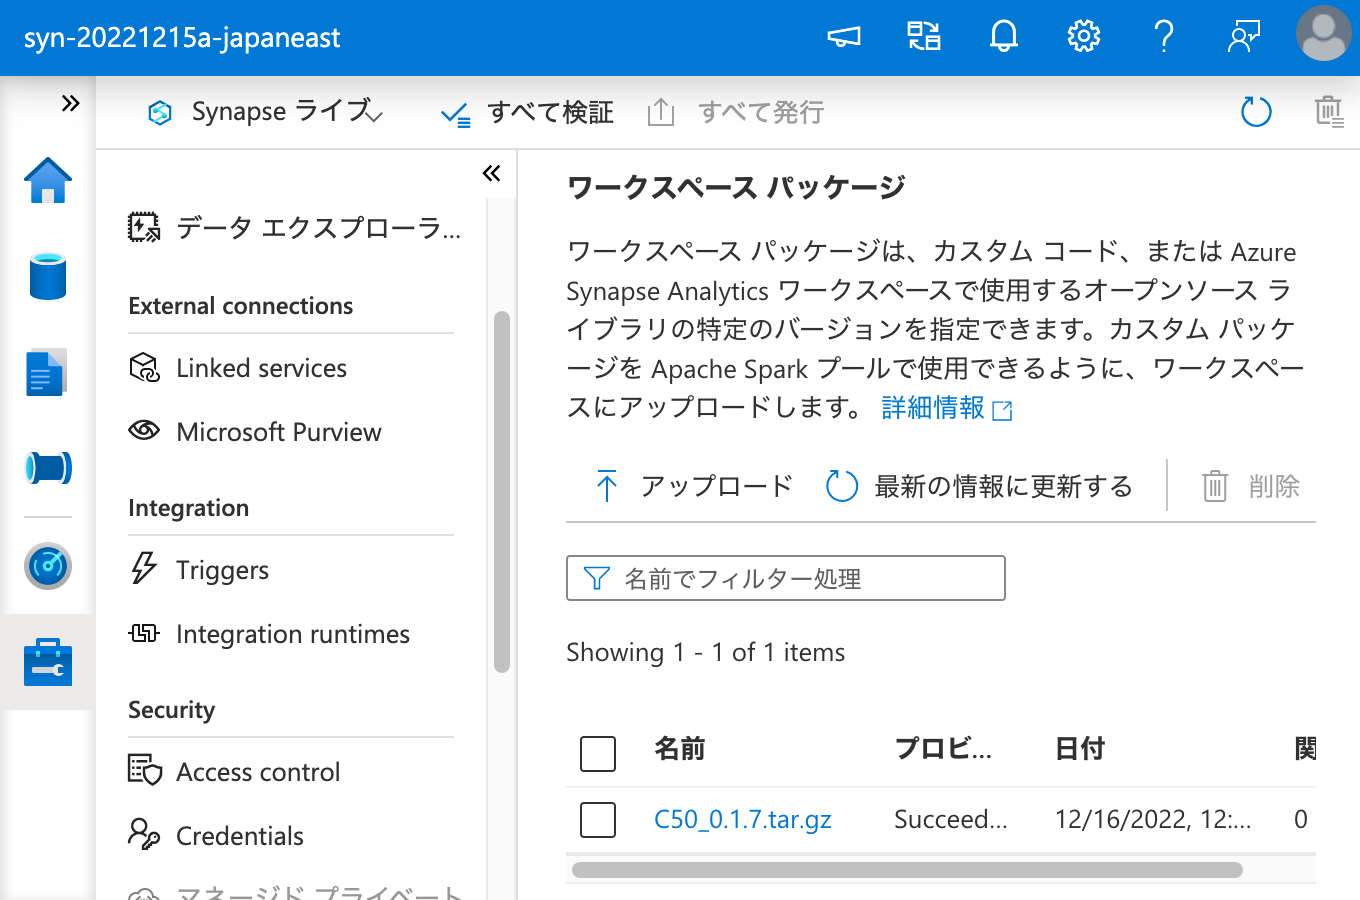 syn-20221215a-japaneast
Synapse ライブ
すべて検証
すべて発行
データ エクスプローラ...
External connections
Linked services
Microsoft Purview
Integration
Triggers
Integration runtimes
Security
Access control
Credentials
マネージド プライベート
ワークスペース パッケージ
ワークスペース パッケージは、カスタム コード、または Azure
Synapse Analytics ワークスペースで使用するオープンソース ラ
イブラリの特定のバージョンを指定できます。カスタム パッケ
ージを Apache Spark プールで使用できるように、ワークスペー
スにアップロードします。 詳細情報
アップロード 最新の情報に更新する 削除
名前でフィルター処理
Showing 1 - 1 of 1 items
名前 プロビ... 日付 関
C50_0.1.7.tar.gz Succeed... 12/16/2022, 12:... 0